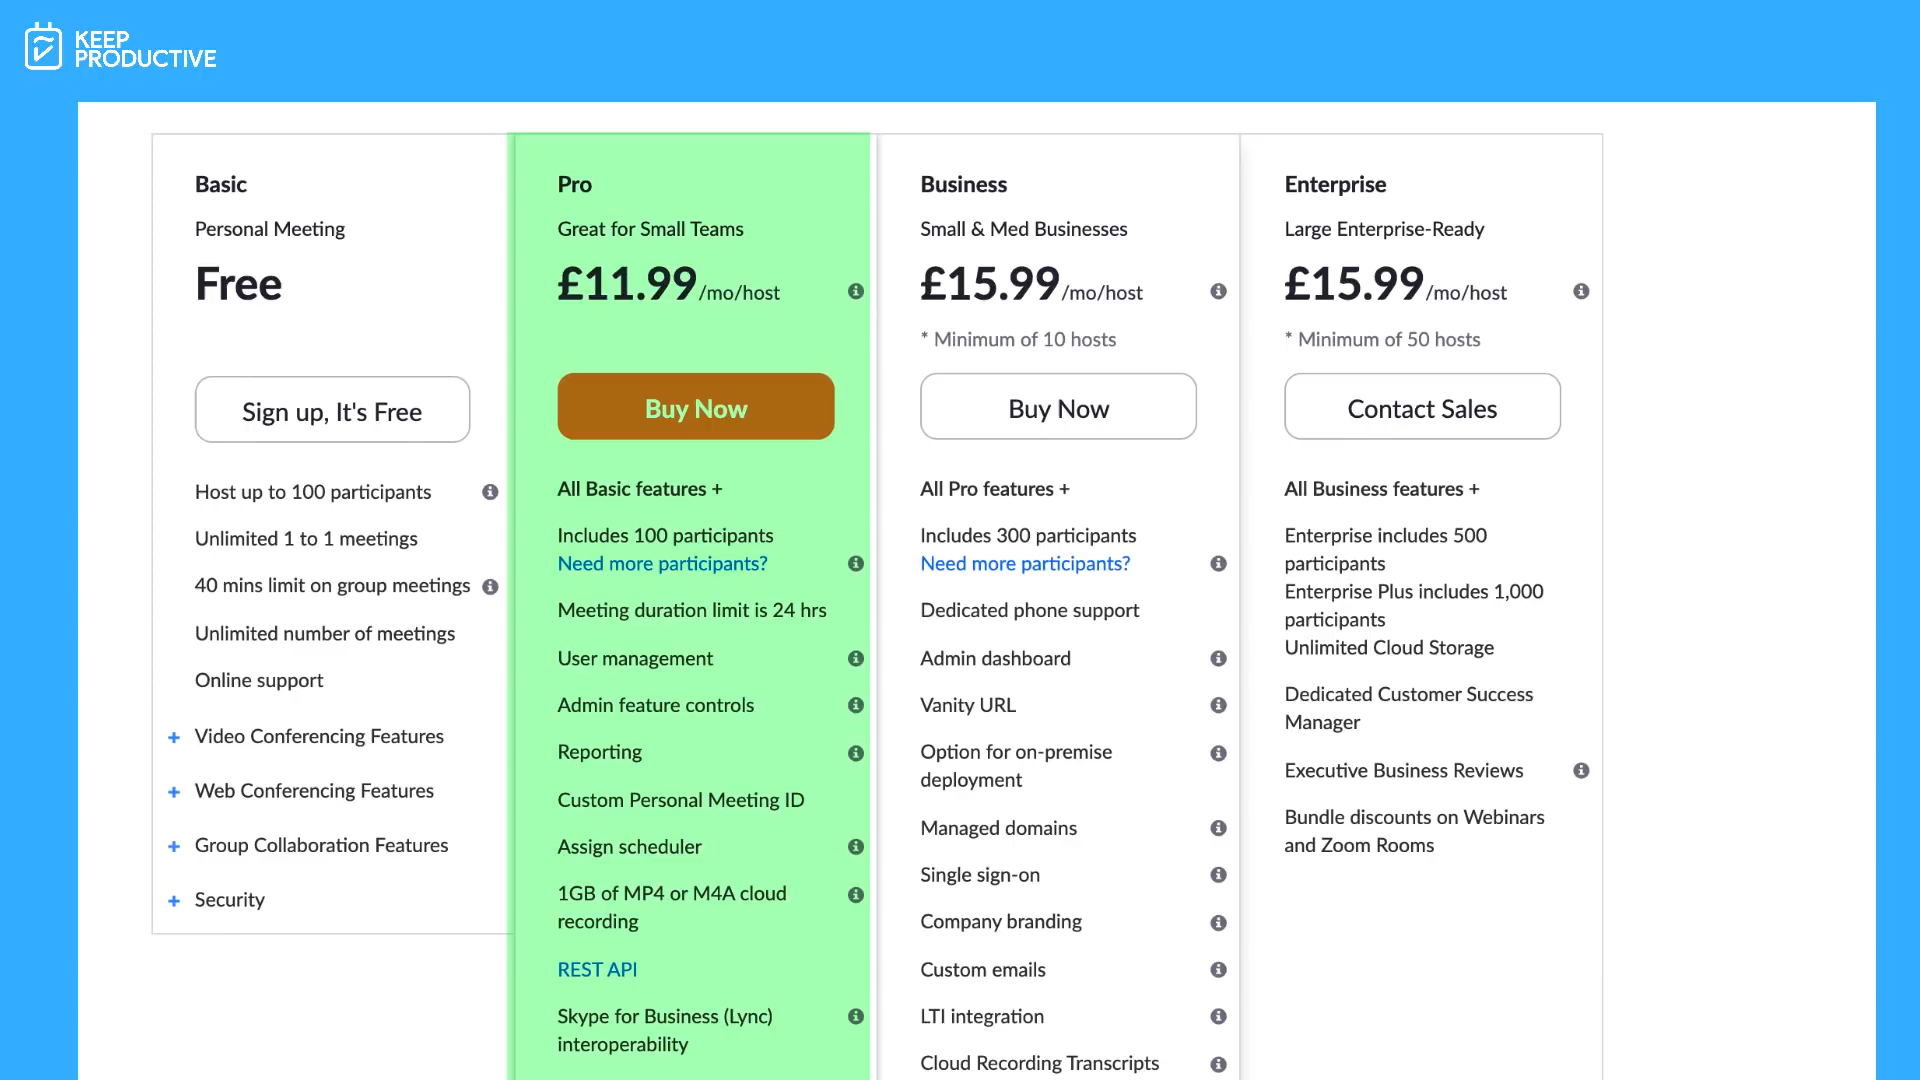 KEEP
PRODUCTIVE
Basic
Personal Meeting
Free
Sign up, It's Free
Host up to 100 participants
Unlimited 1 to 1 meetings
40 mins limit on group meetings
Unlimited number of meetings
Online support
+ Video Conferencing Features
+ Web Conferencing Features
+ Group Collaboration Features
+ Security
Pro
Great for Small Teams
£11.99/mo/host
Buy Now
All Basic features +
Includes 100 participants
Need more participants?
Meeting duration limit is 24 hrs
User management
Admin feature controls
Reporting
Custom Personal Meeting ID
Assign scheduler
1GB of MP4 or M4A cloud
recording
REST API
Skype for Business (Lync)
interoperability
Business
Small & Med Businesses
£15.99/mo/host
* Minimum of 10 hosts
Buy Now
All Pro features +
Includes 300 participants
Need more participants?
Dedicated phone support
Admin dashboard
Vanity URL
Option for on-premise
deployment
Managed domains
Single sign-on
Company branding
Custom emails
LTI integration
Cloud Recording Transcripts
Enterprise
Large Enterprise-Ready
£15.99/mo/host
* Minimum of 50 hosts
Contact Sales
All Business features +
Enterprise includes 500
participants
Enterprise Plus includes 1,000
participants
Unlimited Cloud Storage
Dedicated Customer Success
Manager
Executive Business Reviews
Bundle discounts on Webinars
and Zoom Rooms